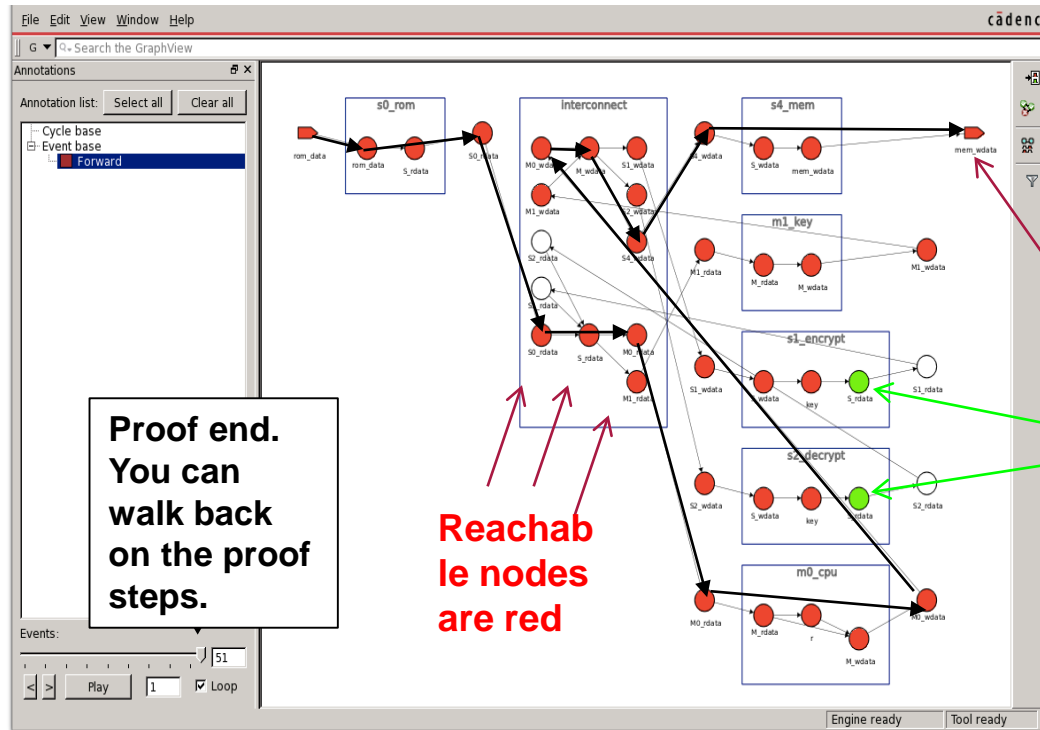 File Edit View Window Help
cādenc
G Search the GraphView
Annotations
Annotation list: Select all Clear all
Cycle base
Event base
Forward
s0_rom
interconnect
s4_mem
rom_data
rom_data
S_rdata
S0_rdata
M0_wdata
M_wdata
S1_wdata
S4_wdata
S_wdata
mem_wdata
mem_wdata
M1_wdata
S2_wdata
m1_key
S2_rdata
S4_wdata
M1_rdata
M_rdata
M_wdata
M1_wdata
S1_rdata
s1_encrypt
S0_rdata
S_rdata
M0_rdata
M1_rdata
S1_wdata
S_wdata
key
S_rdata
S1_rdata
Proof end.
You can
walk back
on the proof
steps.
Reachab
le nodes
are red
s2_decrypt
S2_wdata
S_wdata
key
S_rdata
S2_rdata
m0_cpu
M0_rdata
M_rdata
r
M_wdata
M0_wdata
Events:
51
< > Play 1 Loop
Engine ready Tool ready